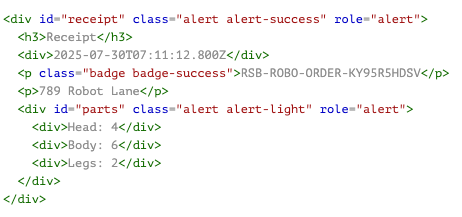 <div id="receipt" class="alert alert-success" role="alert">
  <h3>Receipt</h3>
  <div>2025-07-30T07:11:12.800Z</div>
  <p class="badge badge-success">RSB-ROBO-ORDER-KY95R5HDSV</p>
  <p>789 Robot Lane</p>
  <div id="parts" class="alert alert-light" role="alert">
    <div>Head: 4</div>
    <div>Body: 6</div>
    <div>Legs: 2</div>
  </div>
</div>